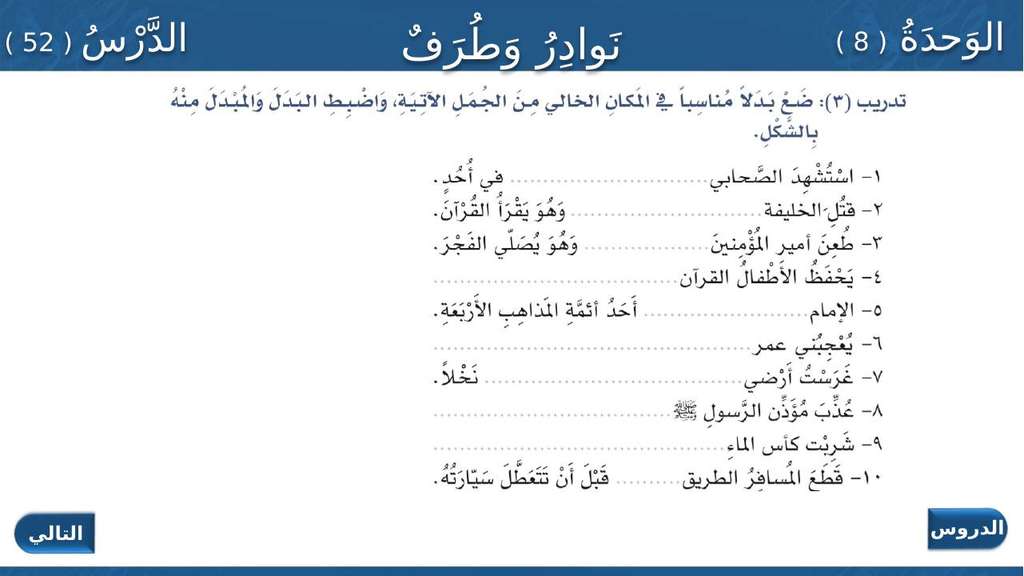 الوَحدَةُ ( 8 )
نَوادِرُ وَطُرَفٌ
الدَّرْسُ ( 52 )
تدريب (٣): ضَعْ بَدَلاً مُناسِباً في المَكانِ الخالي مِنَ الجُمَلِ الآتِيَةِ، وَاضْبِطِ البَدَلَ وَالمُبْدَلَ مِنْهُ
بِالشَّكْلِ.
١- اسْتُشْهِدَ الصَّحابي .............................. في أُحُدٍ.
٢- قتُلِ َالخليفة ............................. وَهُوَ يَقْرَأُ القُرْآنَ.
٣- طُعِنَ أمير المُؤْمِنينَ ................... وَهُوَ يُصَلّي الفَجْرَ.
٤- يَحْفَظُ الأَطْفالُ القرآن .....................................
٥- الإمام ......................... أَحَدُ أئمَّةِ المَذاهِبِ الأَرْبَعَةِ.
٦- يُعْجِبُني عمر ................................................
٧- غَرَسْتُ أَرْضي ....................................... نَخْلاً.
٨- عُذِّبَ مُؤَذِّن الرَّسولِ ﷺ ....................................
٩- شَرِبْت كأس الماءِ ............................................
١٠- قَطَعَ المُسافِرُ الطريق .......... قَبْلَ أَنْ تَتَعَطَّلَ سَيّارَتُهُ.
الدروس
التالي